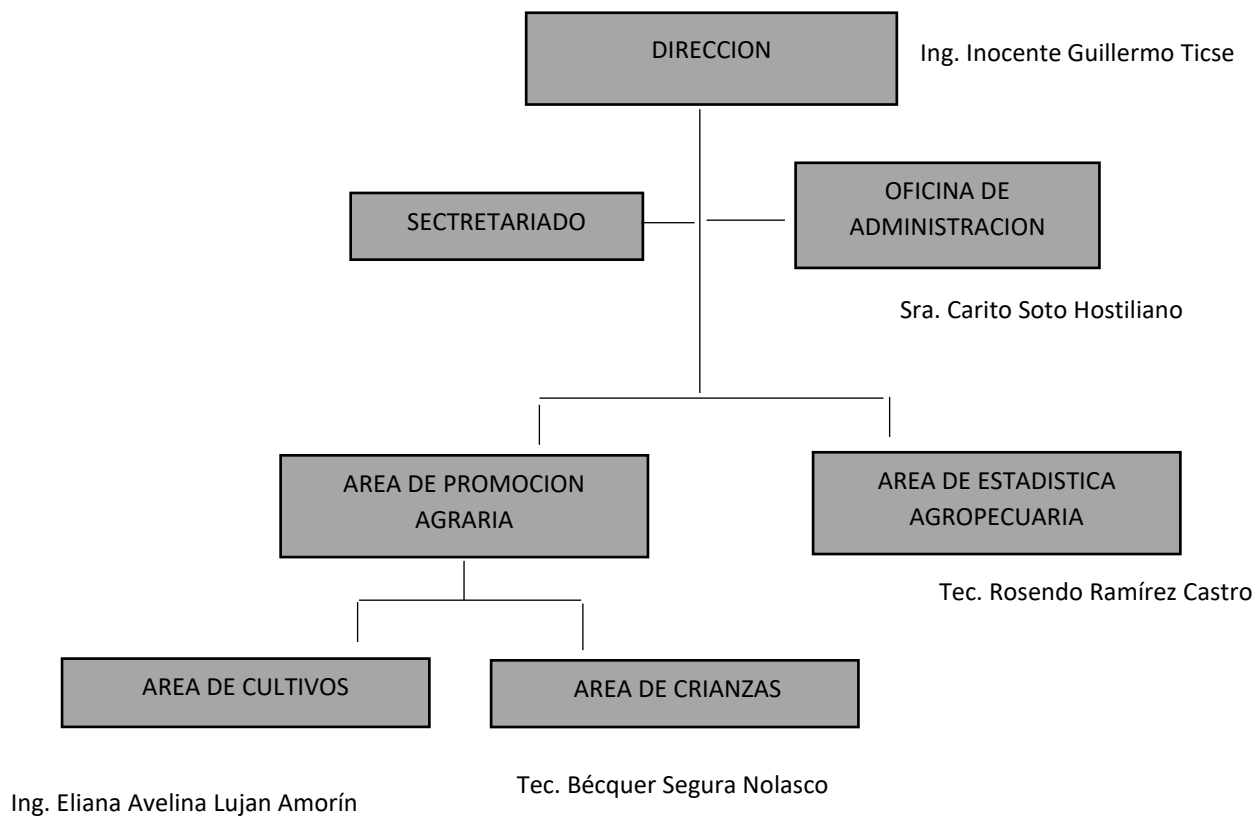 DIRECCION
Ing. Inocente Guillermo Ticse
SECTRETARIADO
OFICINA DE
ADMINISTRACION
Sra. Carito Soto Hostiliano
AREA DE PROMOCION
AGRARIA
AREA DE ESTADISTICA
AGROPECUARIA
Tec. Rosendo Ramírez Castro
AREA DE CULTIVOS
AREA DE CRIANZAS
Ing. Eliana Avelina Lujan Amorín
Tec. Bécquer Segura Nolasco